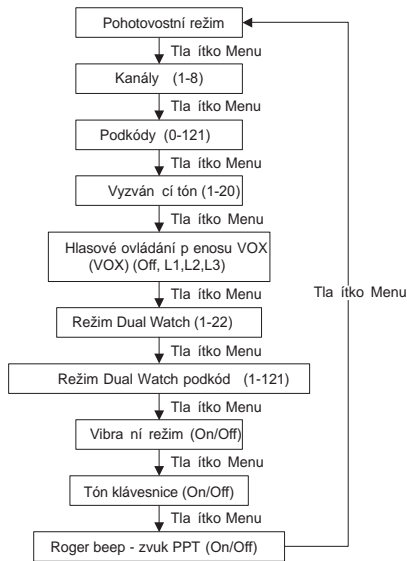 Pohotovostní režim
Tla ítko Menu
Kanály (1-8)
Tla ítko Menu
Podkódy (0-121)
Tla ítko Menu
Vyzván cí tón (1-20)
Tla ítko Menu
Hlasové ovládání p enosu VOX
(VOX) (Off, L1,L2,L3)
Tla ítko Menu
Tla ítko Menu
Režim Dual Watch (1-22)
Tla ítko Menu
Režim Dual Watch podkód (1-121)
Tla ítko Menu
Vibra ní režim (On/Off)
Tla ítko Menu
Tón klávesnice (On/Off)
Tla ítko Menu
Roger beep - zvuk PPT (On/Off)